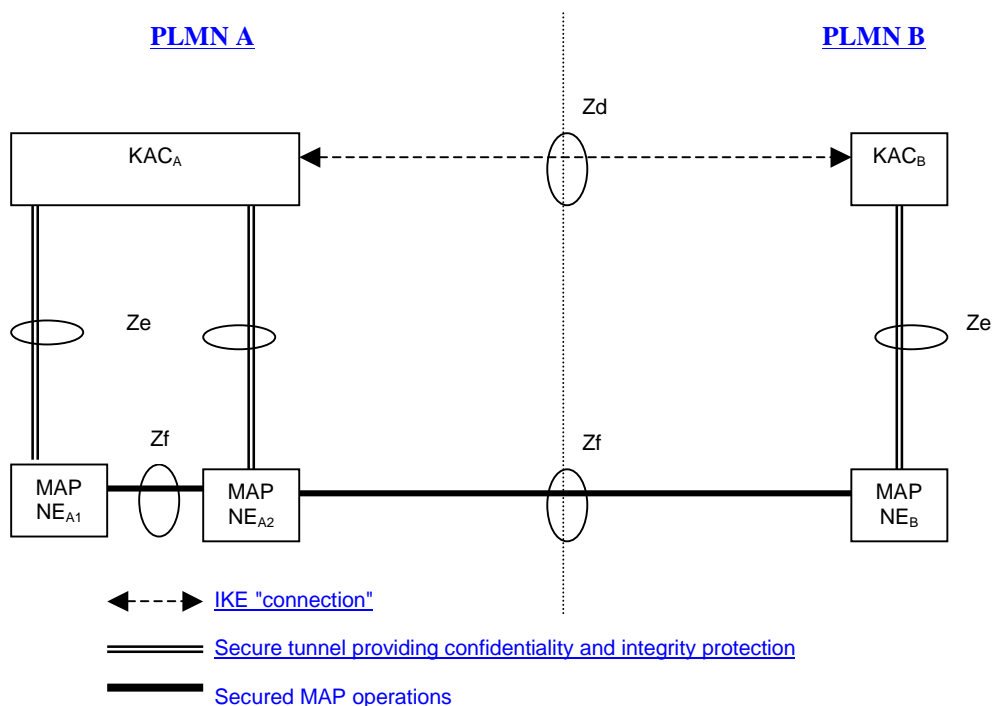 PLMN A
PLMN B
Zd
KACA
KACB
Ze
Ze
Zf
Zf
MAP
NEA1
MAP
NEA2
MAP
NEB
IKE "connection"
Secure tunnel providing confidentiality and integrity protection
Secured MAP operations